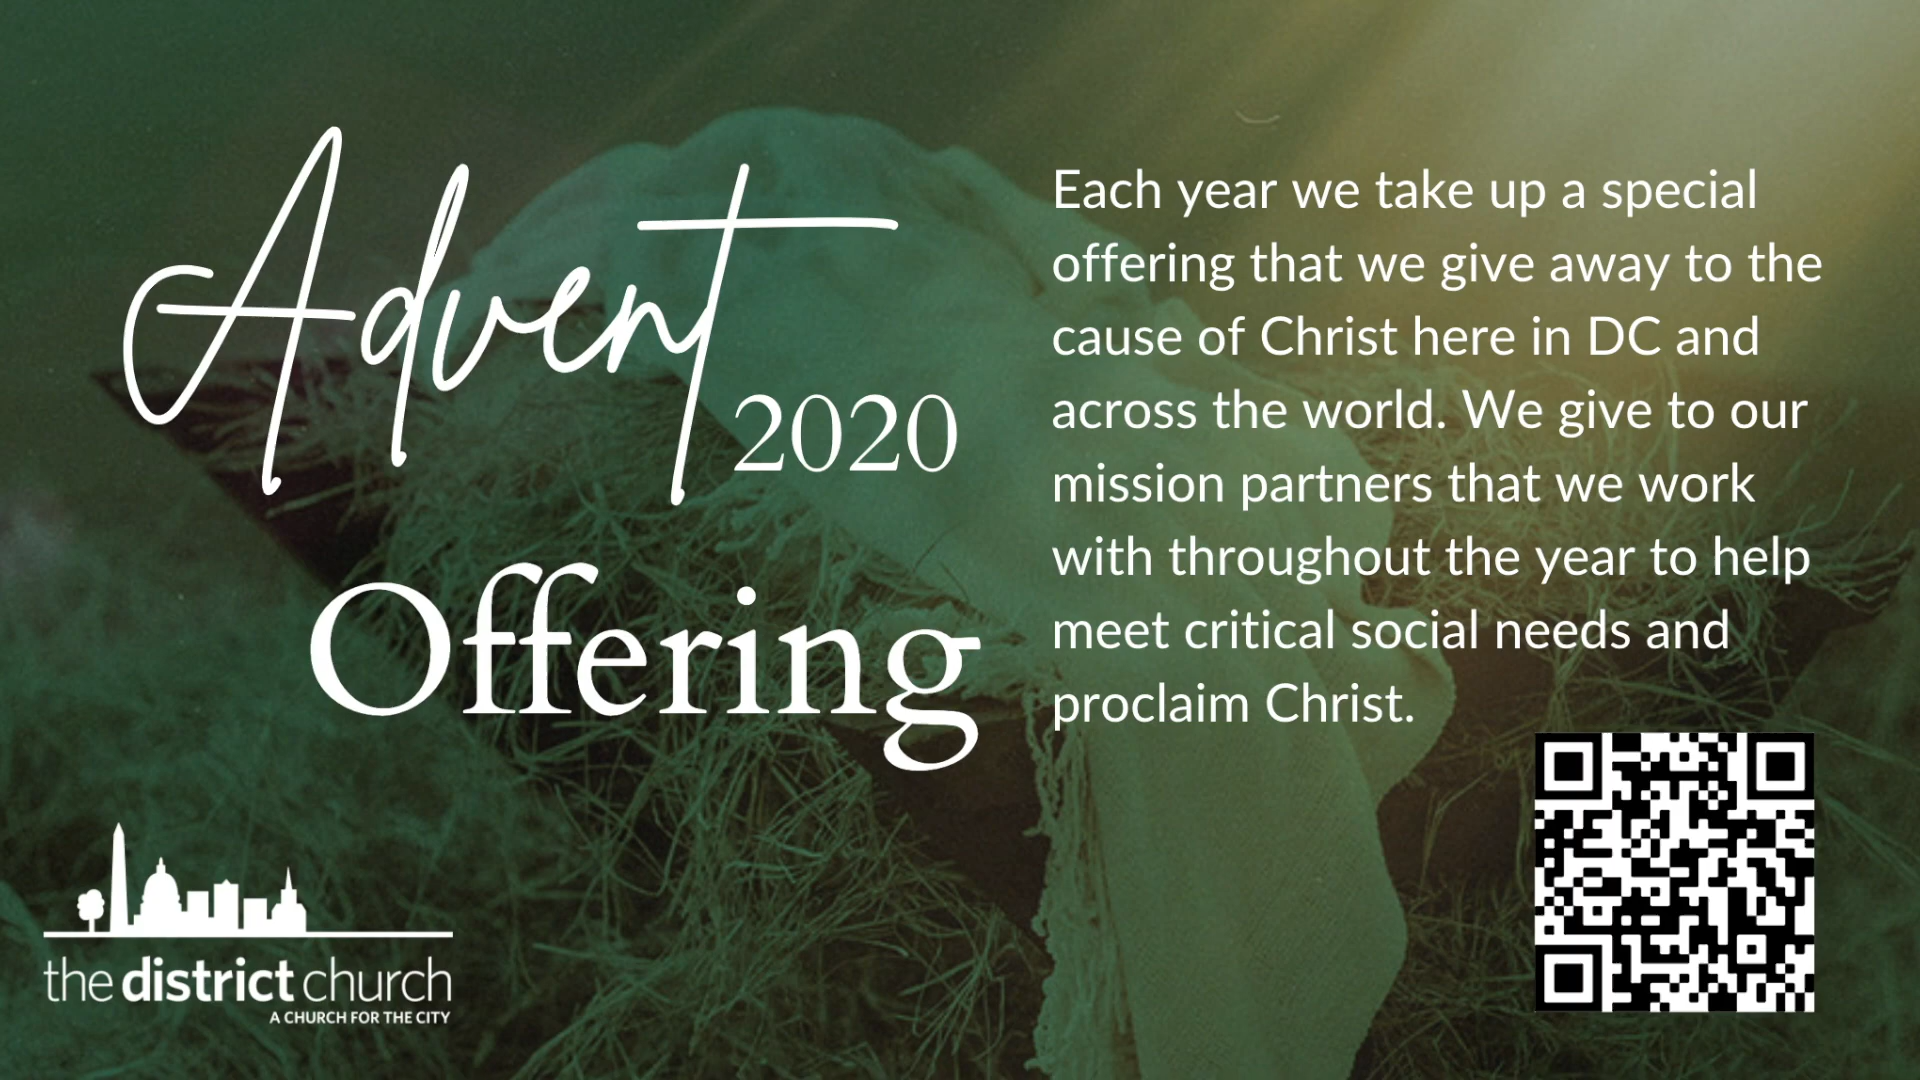 Advent
2020
Offering
Each year we take up a special
offering that we give away to the
cause of Christ here in DC and
across the world. We give to our
mission partners that we work
with throughout the year to help
meet critical social needs and
proclaim Christ.
the district church
A CHURCH FOR THE CITY